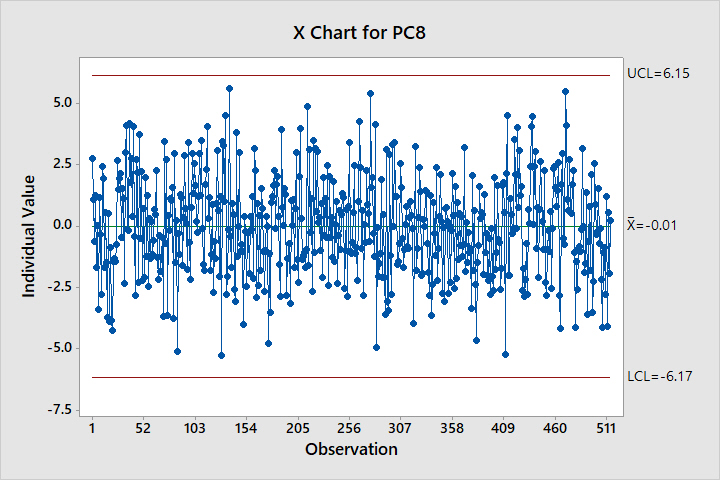 X Chart for PC8
UCL=6.15
5.0
2.5
0.0
-2.5
-5.0
-7.5
X̄=-0.01
LCL=-6.17
Individual Value
1 52 103 154 205 256 307 358 409 460 511
Observation